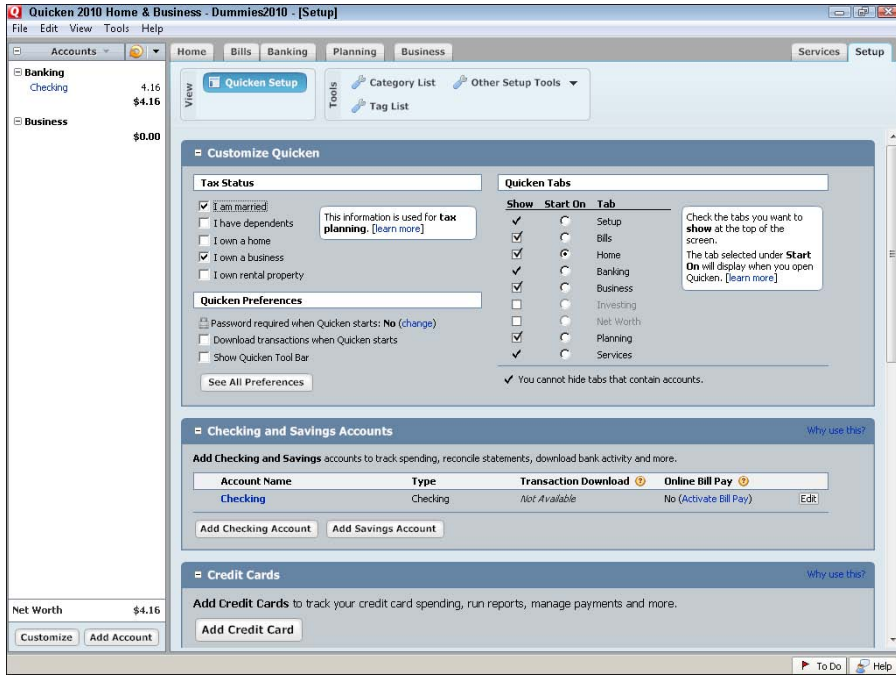 Quicken 2010 Home & Business - Dummies2010 - [Setup]
File Edit View Tools Help
Accounts
Home Bills Banking Planning Business Services Setup
Banking
Checking 4.16
$4.16
Business
$0.00
View
Quicken Setup
Tools
Category List Other Setup Tools
Tag List
Customize Quicken
Tax Status
I am married
I have dependents
I own a home
I own a business
I own rental property
This information is used for tax
planning. [learn more]
Quicken Preferences
Password required when Quicken starts: No (change)
Download transactions when Quicken starts
Show Quicken Tool Bar
See All Preferences
Quicken Tabs
Show Start On Tab
Setup
Bills
Home
Banking
Business
Investing
Net Worth
Planning
Services
Check the tabs you want to
show at the top of the
screen.
The tab selected under Start
On will display when you open
Quicken. [learn more]
You cannot hide tabs that contain accounts.
Checking and Savings Accounts Why use this?
Add Checking and Savings accounts to track spending, reconcile statements, download bank activity and more.
Account Name Type Transaction Download ? Online Bill Pay ?
Checking Checking Not Available No (Activate Bill Pay) Edit
Add Checking Account Add Savings Account
Credit Cards Why use this?
Add Credit Cards to track your credit card spending, run reports, manage payments and more.
Add Credit Card
Net Worth $4.16
Customize Add Account
To Do Help